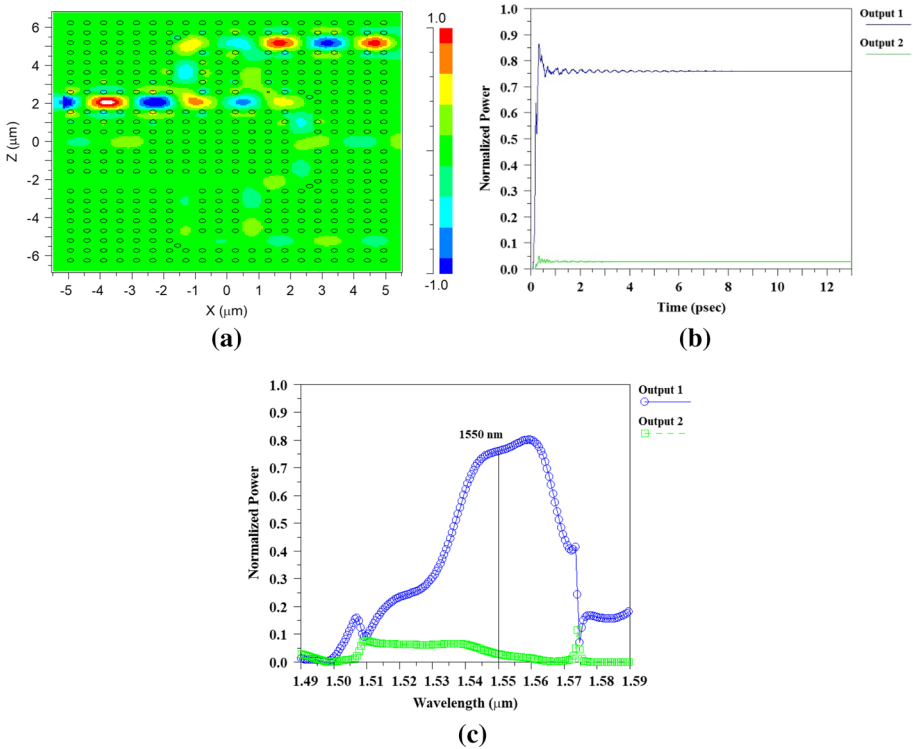 6
4
2
0
-2
-4
-6
Z (μm)
-5 -4 -3 -2 -1 0 1 2 3 4 5
X (μm)
1.0
-1.0
(a)
1.0
0.9
0.8
0.7
0.6
0.5
0.4
0.3
0.2
0.1
0.0
Normalized Power
0 2 4 6 8 10 12
Time (psec)
Output 1
Output 2
(b)
1.0
0.9
0.8
0.7
0.6
0.5
0.4
0.3
0.2
0.1
0.0
Normalized Power
1550 nm
1.49 1.50 1.51 1.52 1.53 1.54 1.55 1.56 1.57 1.58 1.59
Wavelength (μm)
Output 1
Output 2
(c)